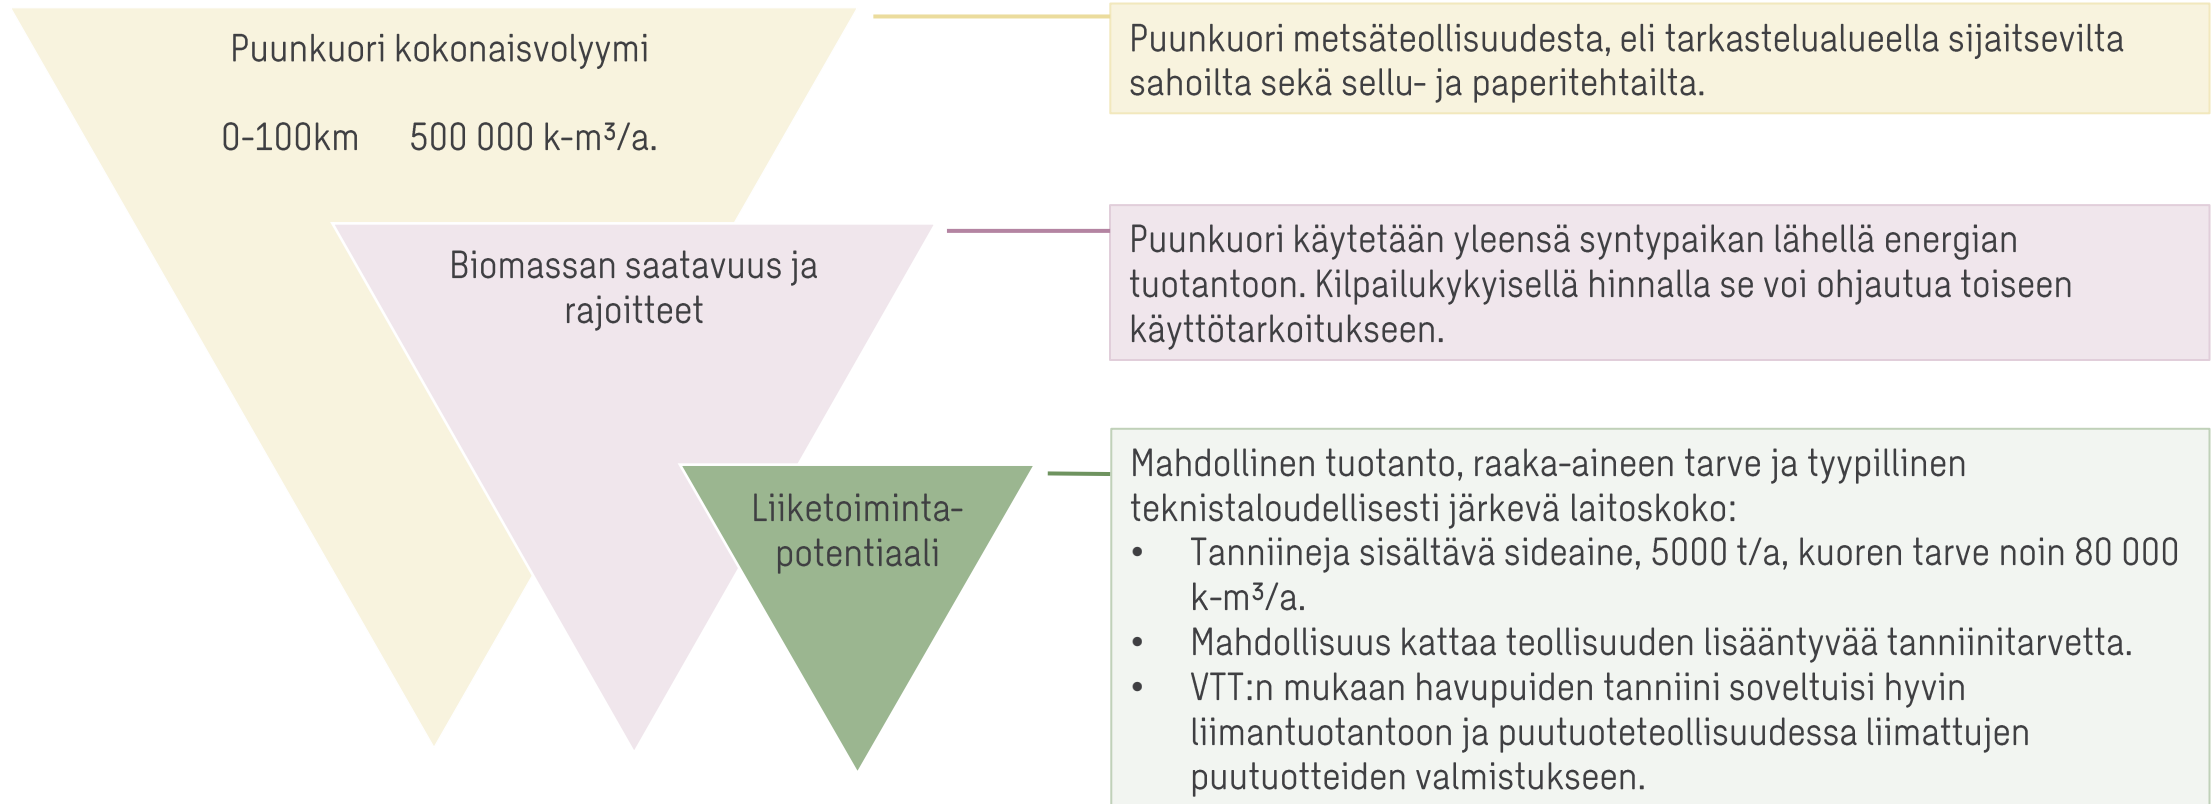 Puunkuori kokonaisvolyymi
0-100km 500 000 k-m³/a.
Puunkuori metsäteollisuudesta, eli tarkastelualueella sijaitsevilta
sahoilta sekä sellu- ja paperitehtailta.
Biomassan saatavuus ja
rajoitteet
Puunkuori käytetään yleensä syntypaikan lähellä energian
tuotantoon. Kilpailukykyisellä hinnalla se voi ohjautua toiseen
käyttötarkoitukseen.
Liiketoiminta-
potentiaali
Mahdollinen tuotanto, raaka-aineen tarve ja tyypillinen
teknistaloudellisesti järkevä laitoskoko:
• Tanniineja sisältävä sideaine, 5000 t/a, kuoren tarve noin 80 000
k-m³/a.
• Mahdollisuus kattaa teollisuuden lisääntyvää tanniinitarvetta.
• VTT:n mukaan havupuiden tanniini soveltuisi hyvin
liimantuotantoon ja puutuoteteollisuudessa liimattujen
puutuotteiden valmistukseen.